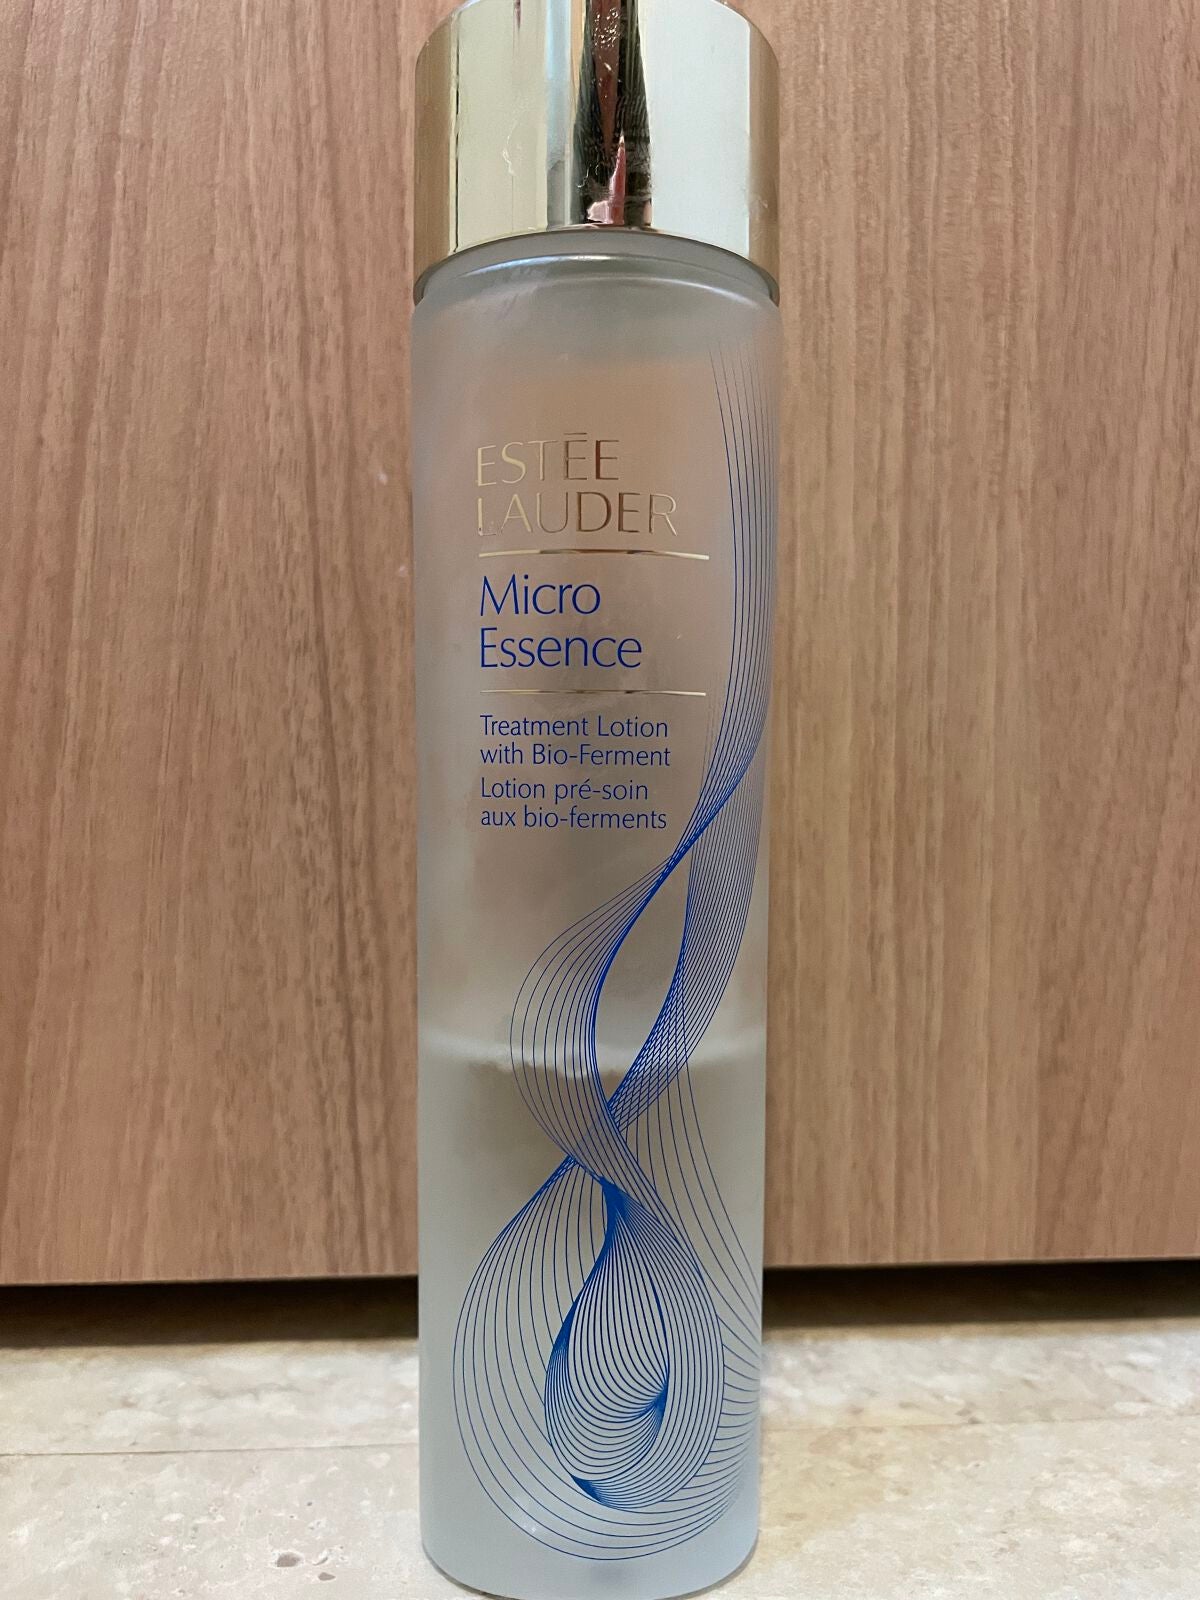 ESTĒE
LAUDER
Micro
Essence
Treatment Lotion
with Bio-Ferment
Lotion pré-soin
aux bio-ferments